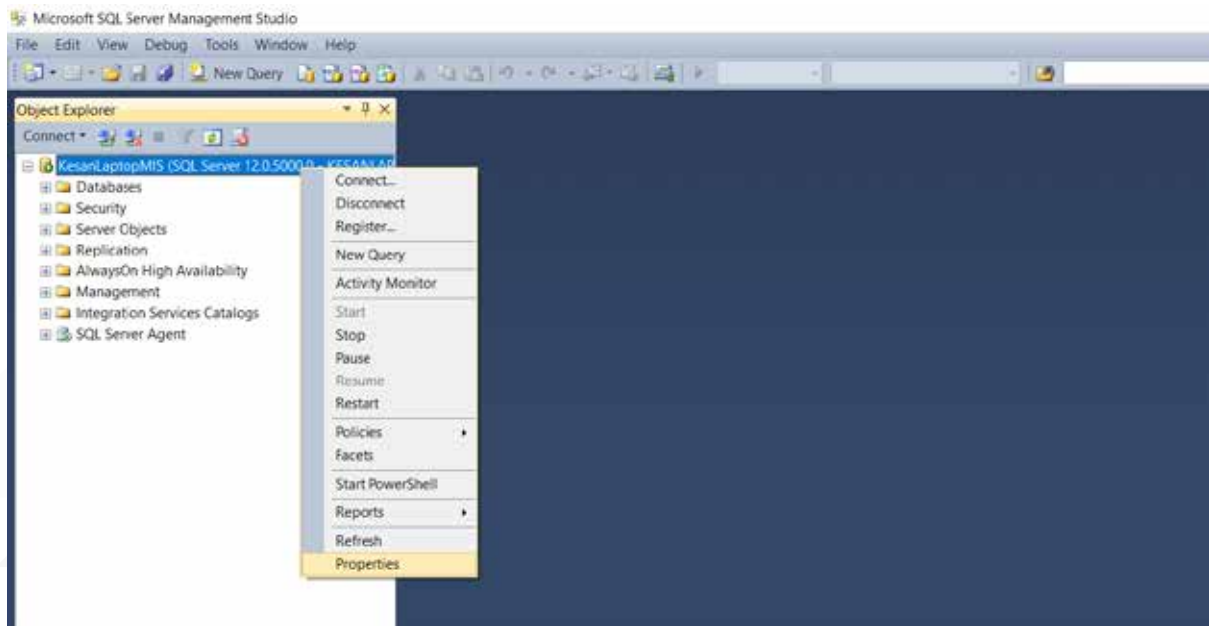 Microsoft SQL Server Management Studio
File Edit View Debug Tools Window Help
New Query
Object Explorer
Connect
KesanLaptopMIS (SQL Server 12.0.5000.0 - KESANLAP
Databases
Security
Server Objects
Replication
AlwaysOn High Availability
Management
Integration Services Catalogs
SQL Server Agent
Connect...
Disconnect
Register...
New Query
Activity Monitor
Start
Stop
Pause
Resume
Restart
Policies
Facets
Start PowerShell
Reports
Refresh
Properties